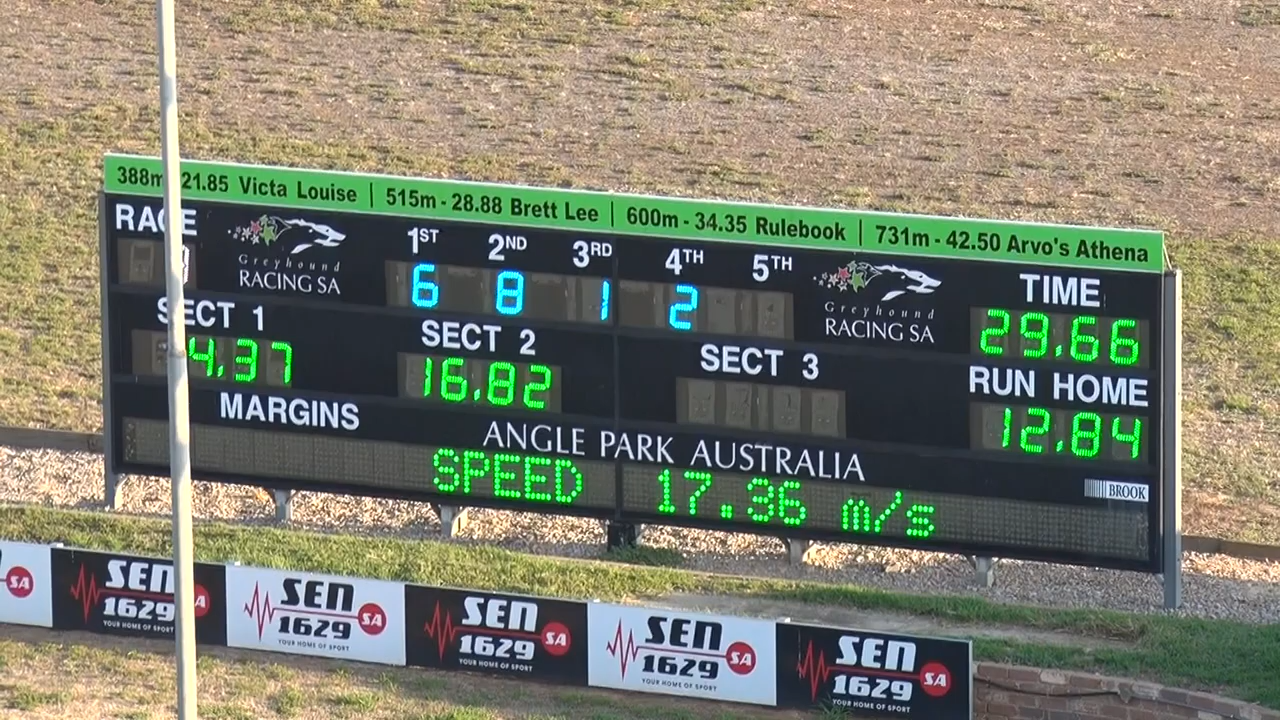 388m 21.85 Victa Louise | 515m - 28.88 Brett Lee | 600m - 34.35 Rulebook | 731m - 42.50 Arvo's Athena
RACE
Greyhound
RACING SA
1ST 2ND 3RD 4TH 5TH
6 8 1 2
Greyhound
RACING SA
TIME
29.66
SECT 1
4.37
SECT 2
16.82
SECT 3
RUN HOME
12.84
MARGINS
ANGLE PARK AUSTRALIA
BROOK
SPEED 17.36 m/s
SA
SEN
1629
YOUR HOME OF SPORT
SEN
1629
SA
YOUR HOME OF SPORT
SEN
1629
SA
YOUR HOME OF SPORT
SEN
1629
SA
YOUR HOME OF SPORT
SEN
1629
SA
YOUR HOME OF SPORT